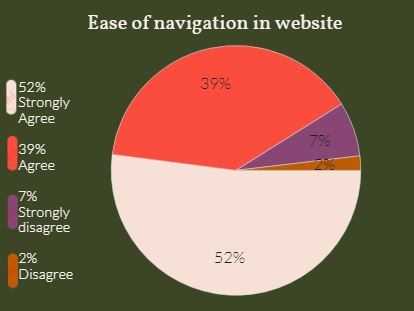 Ease of navigation in website
52%
Strongly
Agree
39%
Agree
7%
Strongly
disagree
2%
Disagree
39%
7%
2%
52%